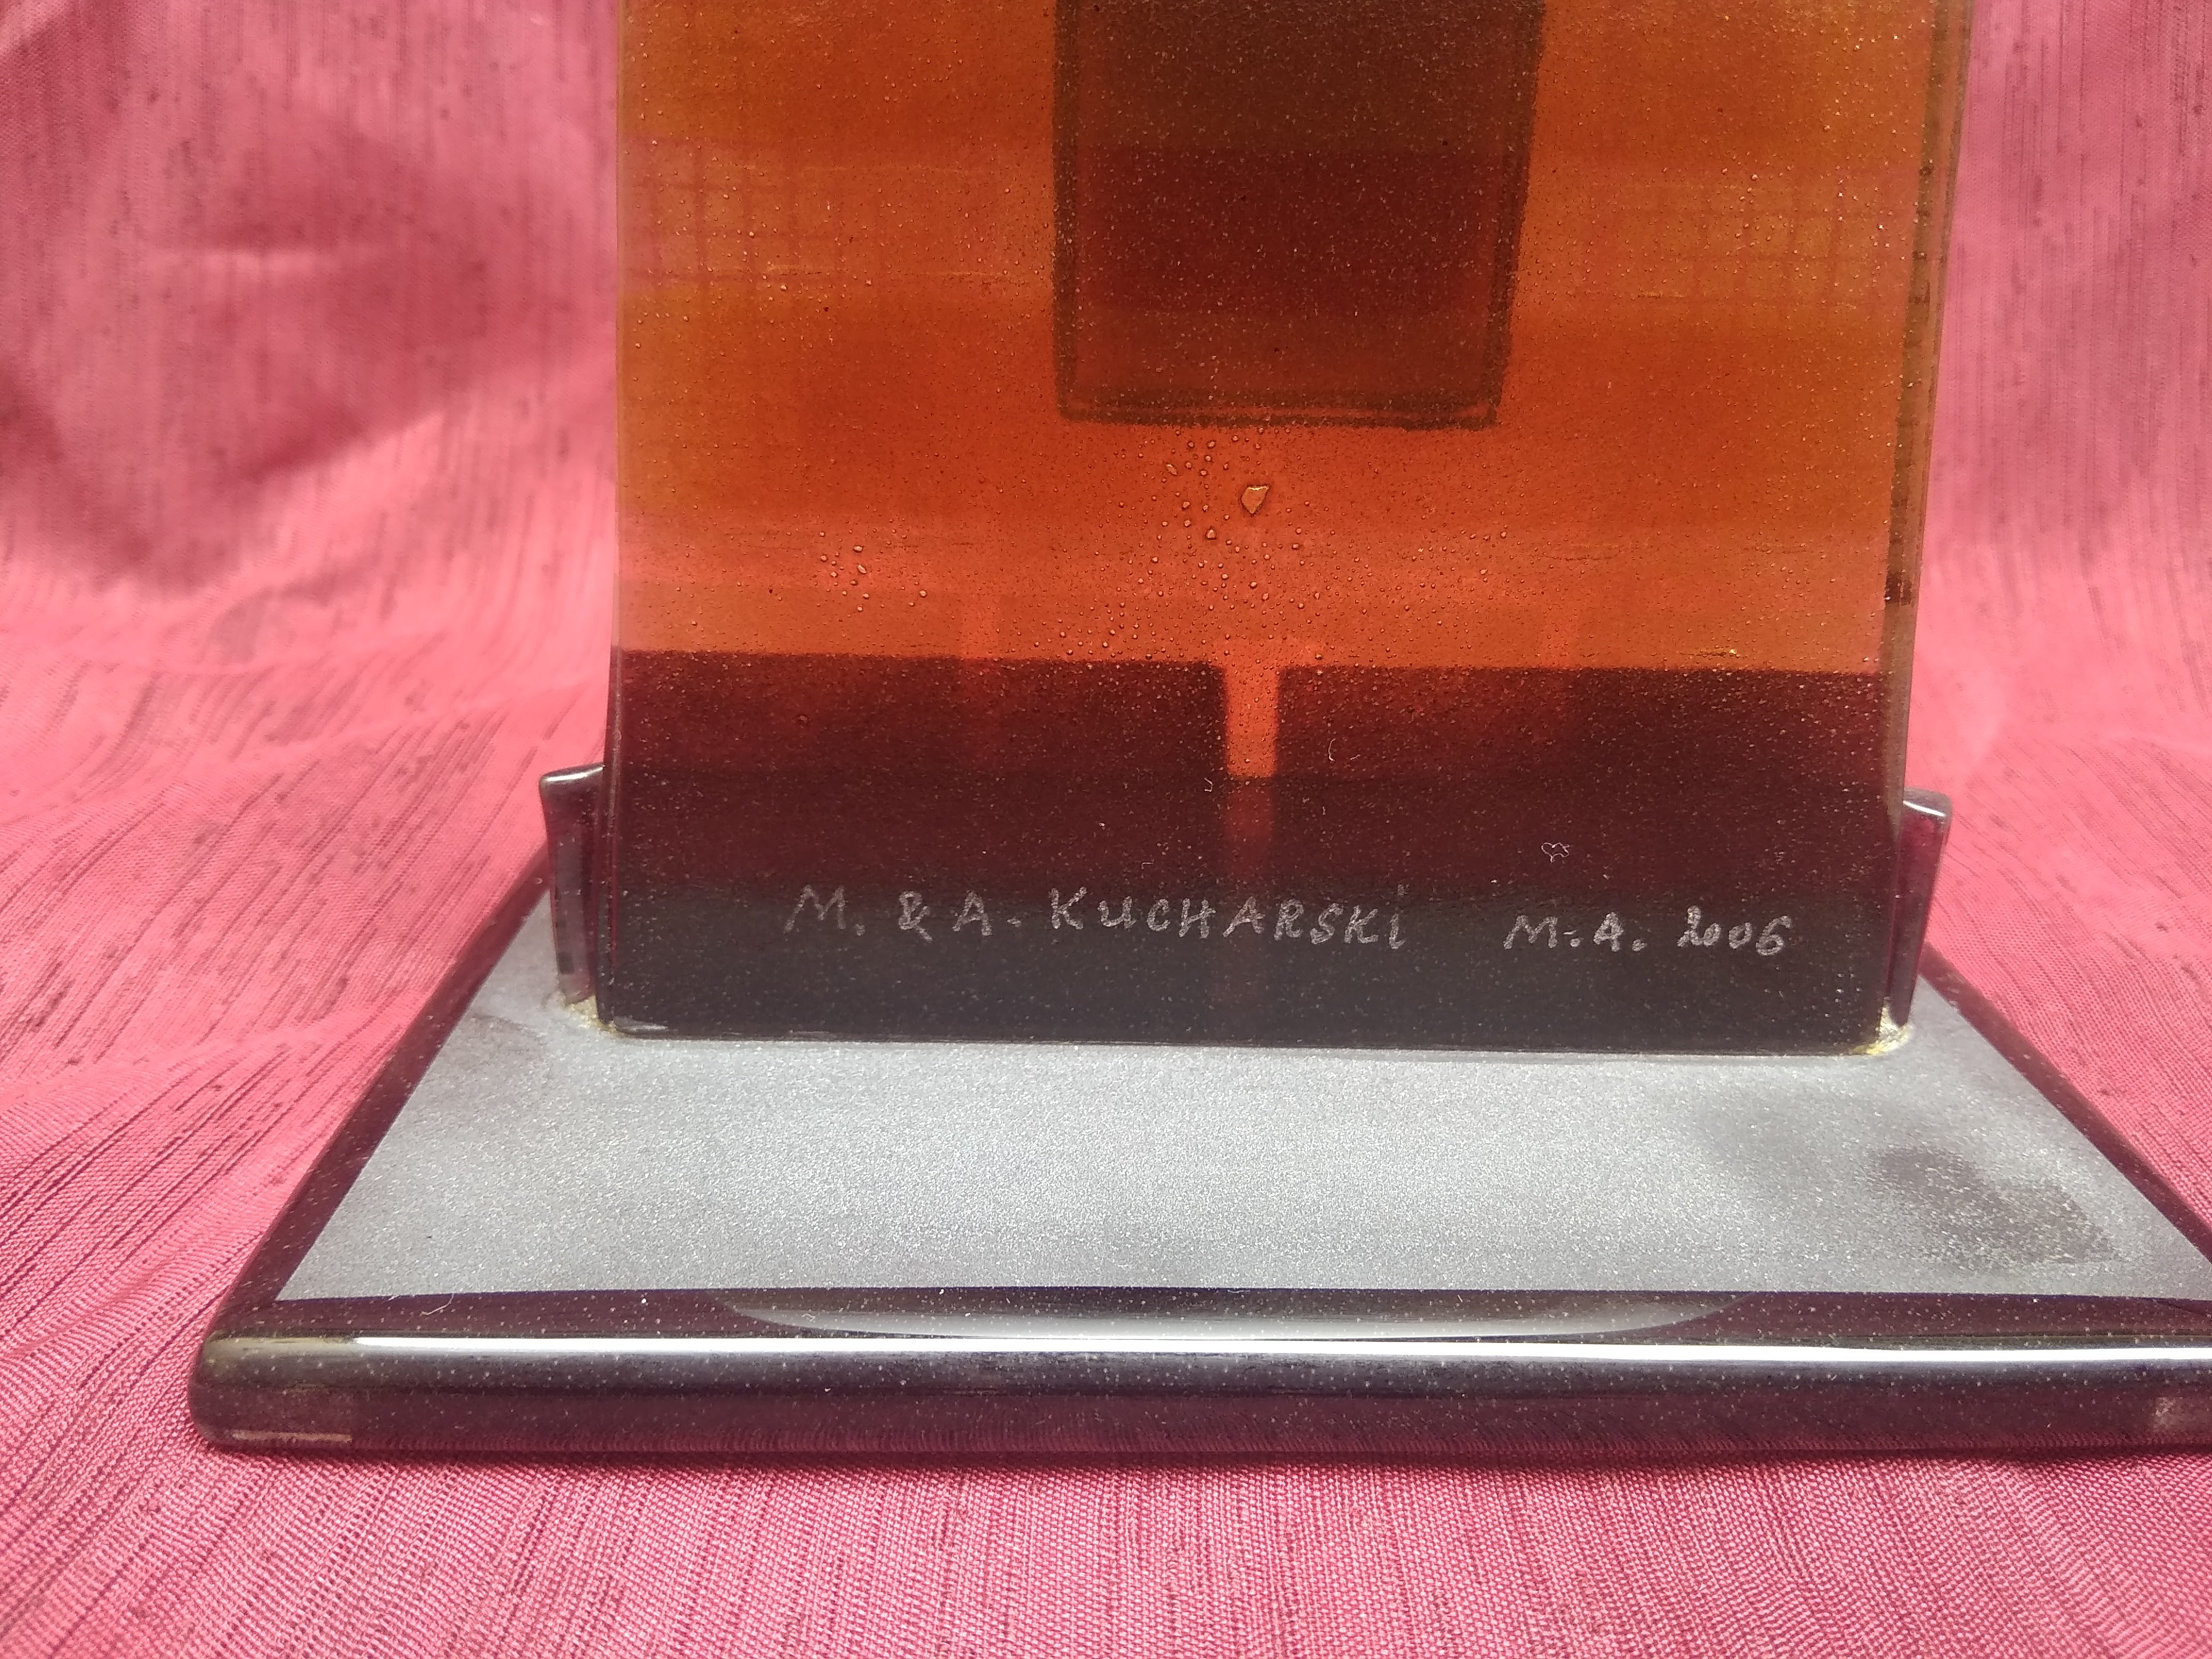 M. & A. KUCHARSKI M.A. 2006